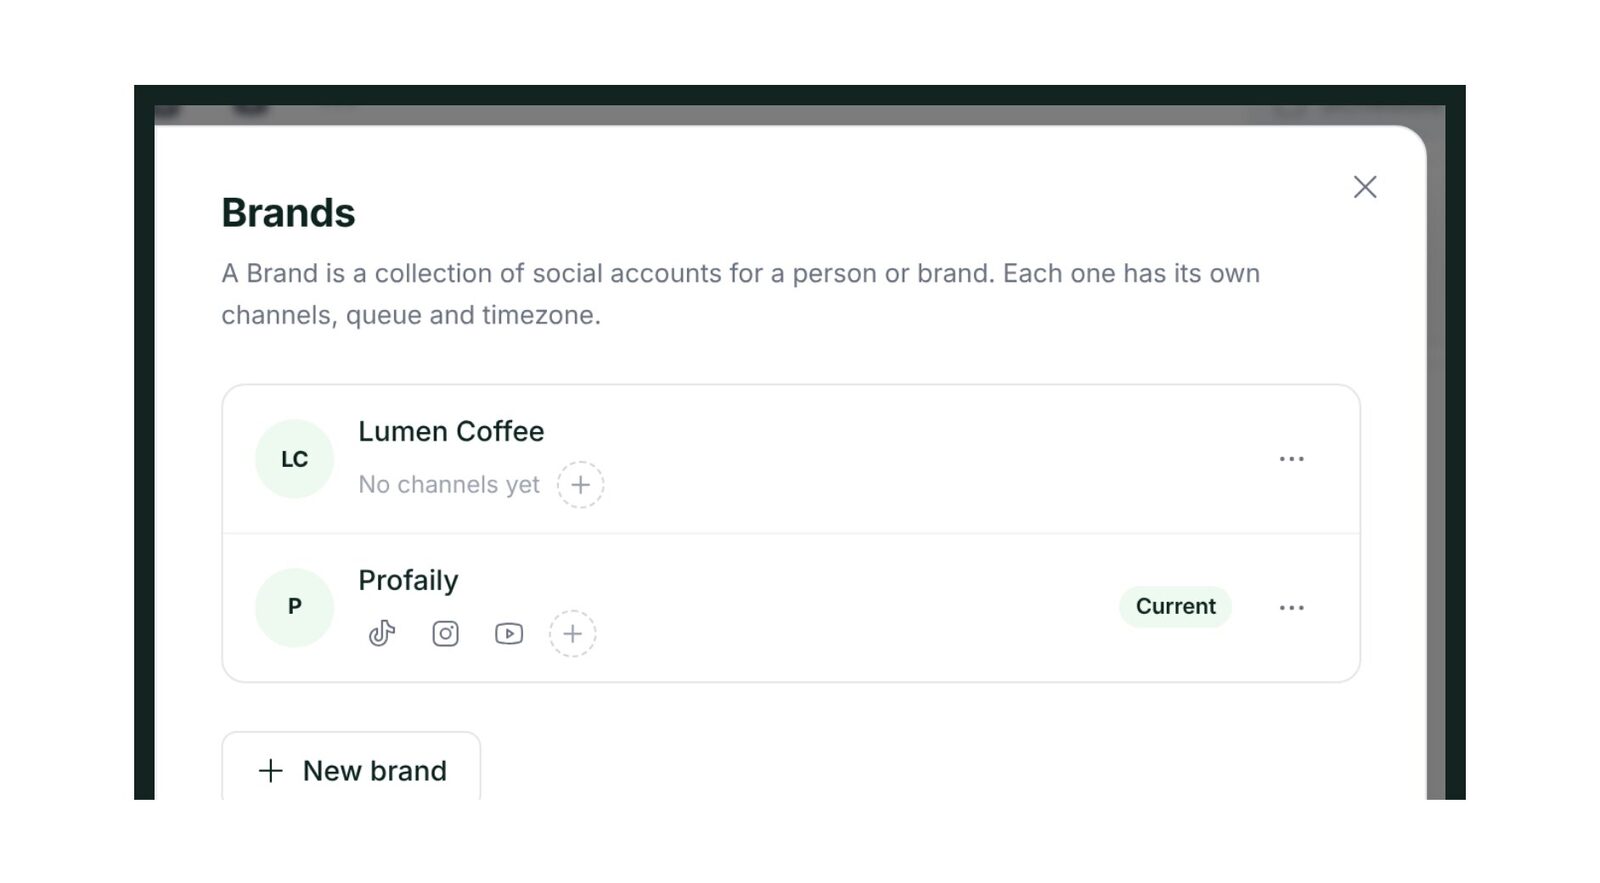 Brands
A Brand is a collection of social accounts for a person or brand. Each one has its own
channels, queue and timezone.
LC
Lumen Coffee
No channels yet
P
Profaily
Current
New brand